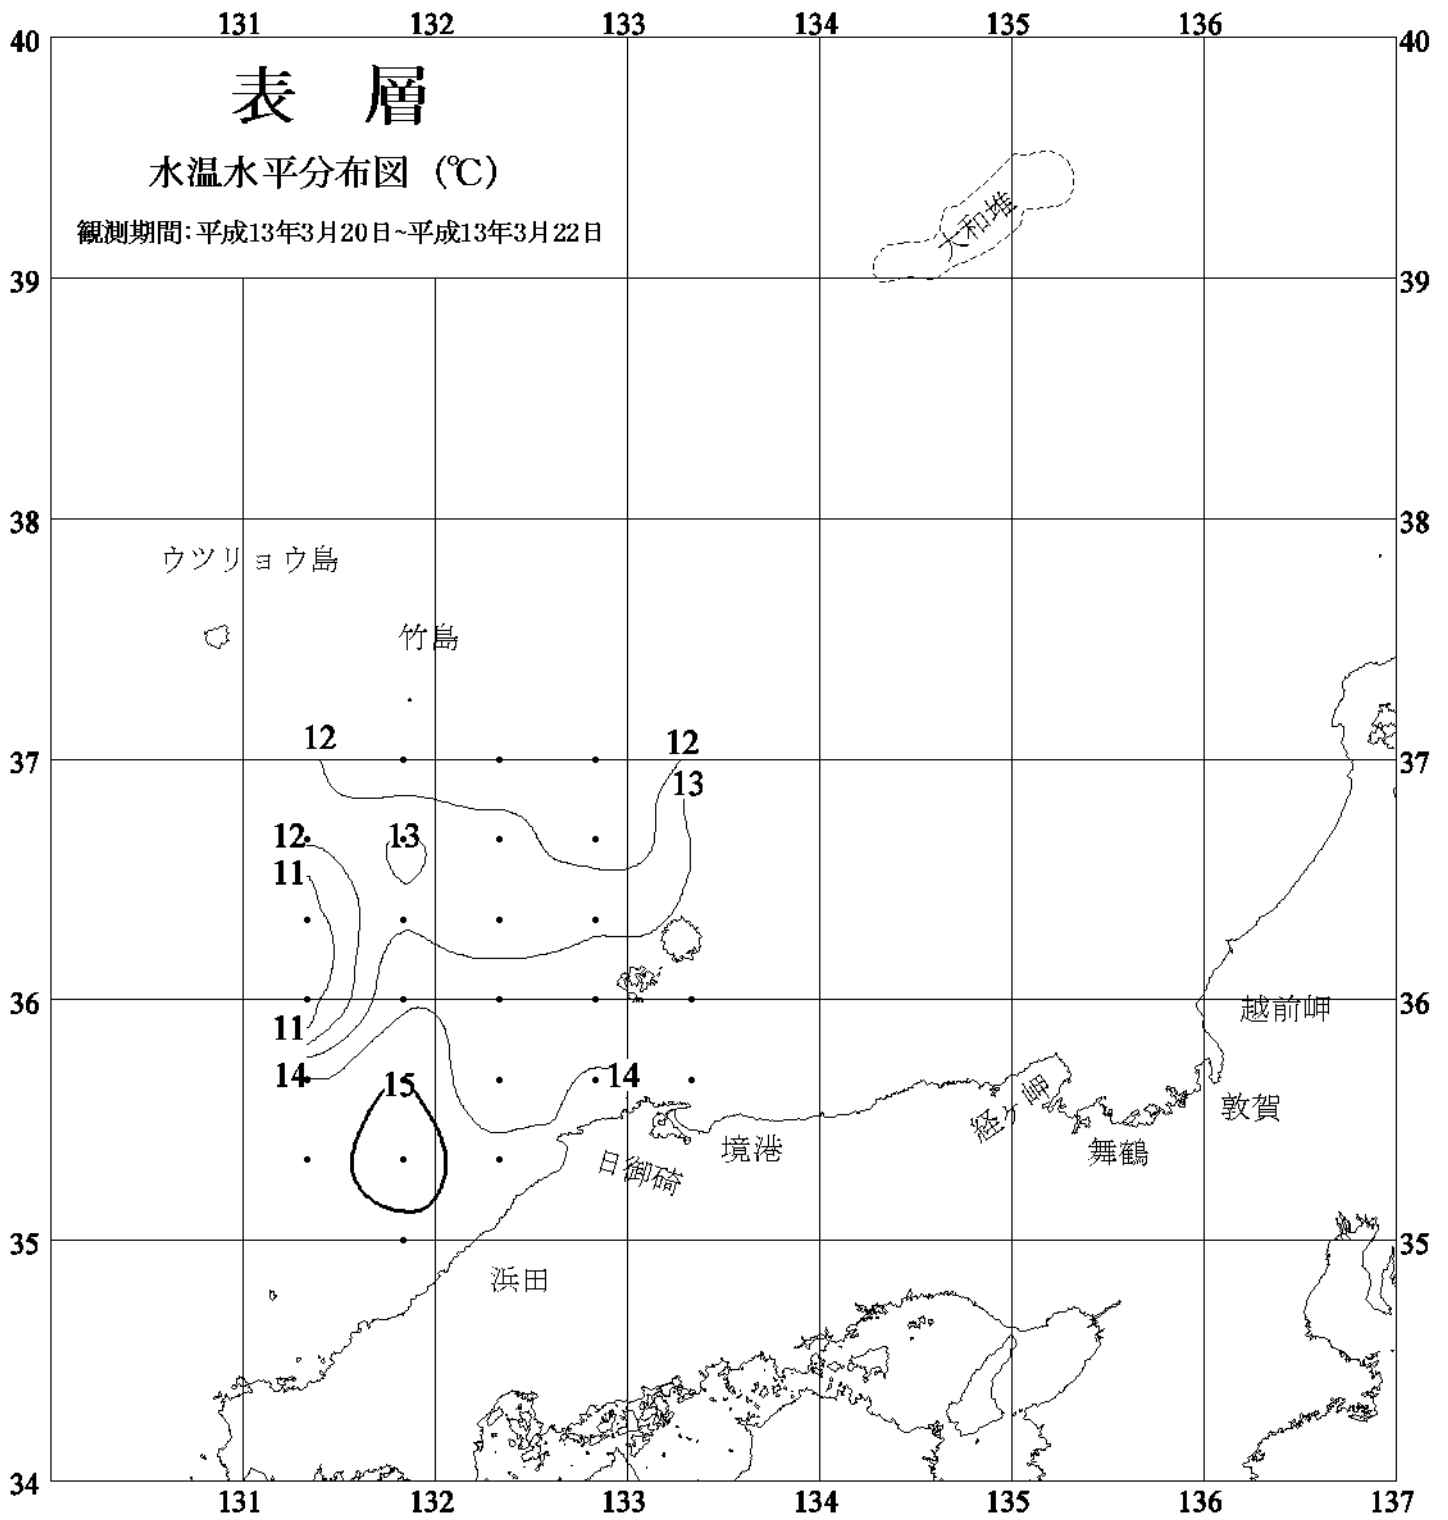 131 132 133 134 135 136
40 40
表 層
水温水平分布図 (℃)
観測期間:平成13年3月20日~平成13年3月22日
大和堆
39 39
38 38
ウツリョウ島
竹島
12 12
37 37
13
12 13
11
36 36
越前岬
11
14 15 14
経ヶ岬
敦賀
境港 舞鶴
日御碕
35 35
浜田
34
131 132 133 134 135 136 137